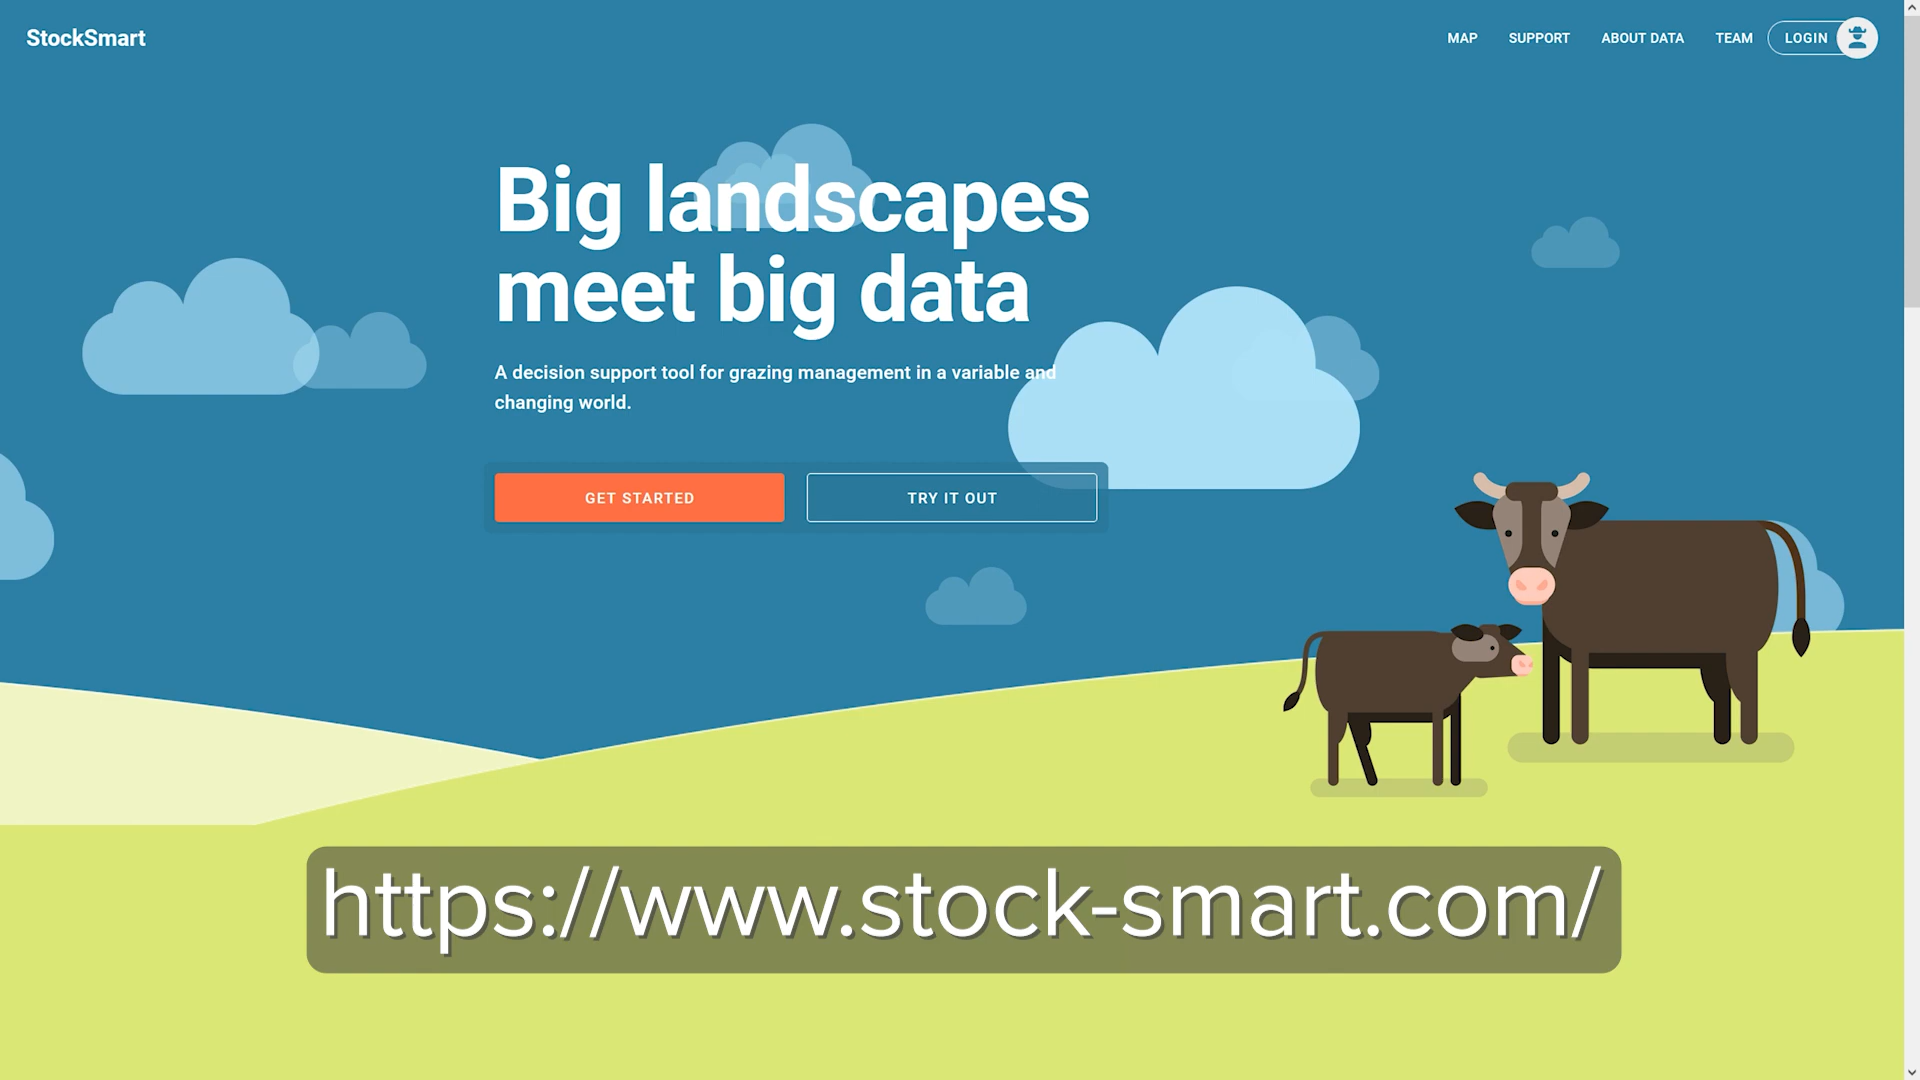 StockSmart
MAP SUPPORT ABOUT DATA TEAM LOGIN
Big landscapes
meet big data
A decision support tool for grazing management in a variable and
changing world.
GET STARTED TRY IT OUT
https://www.stock-smart.com/